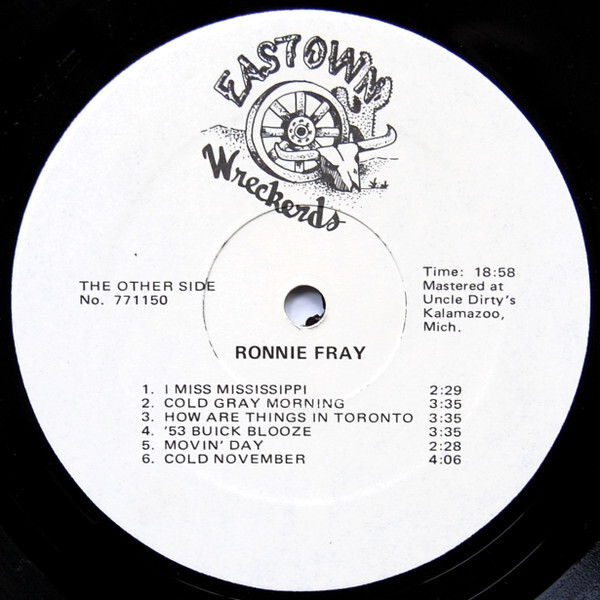 EASTOWN
Wreckerds
THE OTHER SIDE
No. 771150
Time: 18:58
Mastered at
Uncle Dirty's
Kalamazoo,
Mich.
RONNIE FRAY
1. I MISS MISSISSIPPI 2:29
2. COLD GRAY MORNING 3:35
3. HOW ARE THINGS IN TORONTO 3:35
4. '53 BUICK BLOOZE 3:35
5. MOVIN' DAY 2:28
6. COLD NOVEMBER 4:06